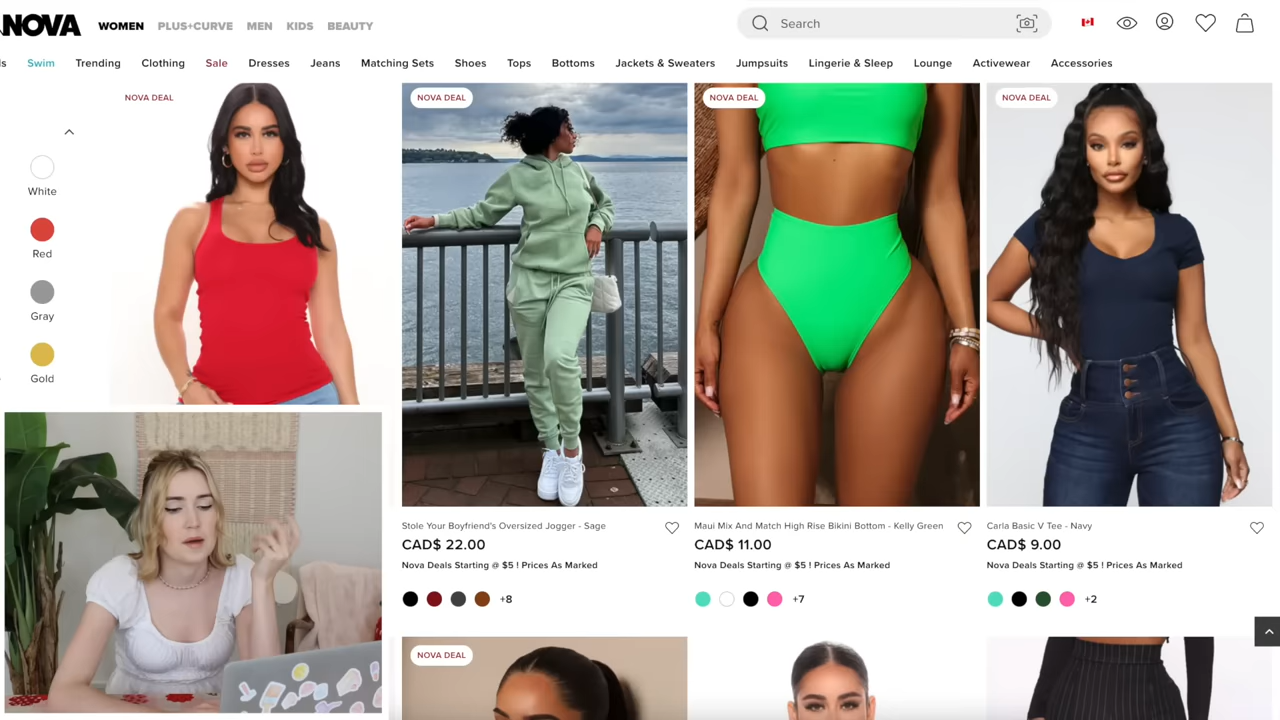 NOVA WOMEN PLUS+CURVE MEN KIDS BEAUTY Search
Swim Trending Clothing Sale Dresses Jeans Matching Sets Shoes Tops Bottoms Jackets & Sweaters Jumpsuits Lingerie & Sleep Lounge Activewear Accessories
NOVA DEAL NOVA DEAL NOVA DEAL NOVA DEAL
White
Red
Gray
Gold
Stole Your Boyfriend's Oversized Jogger - Sage
CAD$ 22.00
Nova Deals Starting @ $5 ! Prices As Marked
+8
Maui Mix And Match High Rise Bikini Bottom - Kelly Green
CAD$ 11.00
Nova Deals Starting @ $5 ! Prices As Marked
+7
Carla Basic V Tee - Navy
CAD$ 9.00
Nova Deals Starting @ $5 ! Prices As Marked
+2
NOVA DEAL